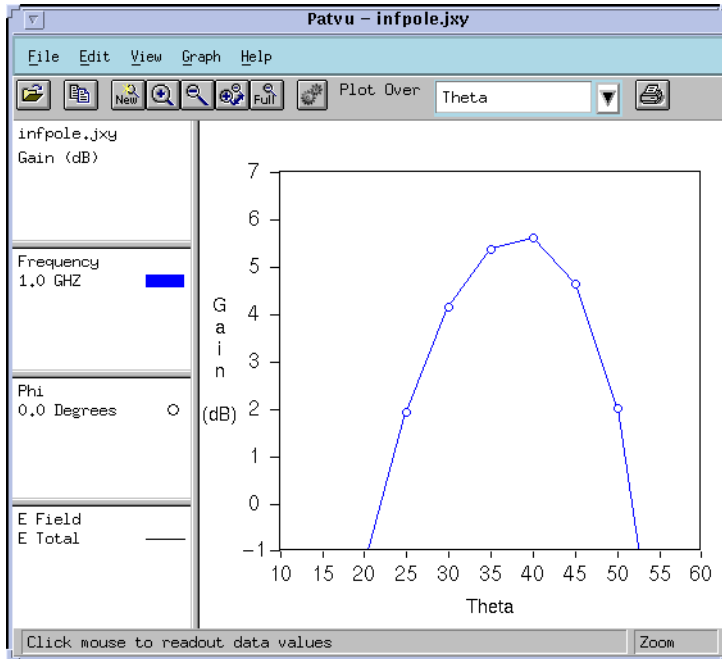 Patvu - infpole.jxy
File Edit View Graph Help
New Full Plot Over Theta
infpole.jxy
Gain (dB)
Frequency
1.0 GHZ
Phi
0.0 Degrees
E Field
E Total
7
6
5
4
3
2
1
0
-1
Gain
(dB)
10 15 20 25 30 35 40 45 50 55 60
Theta
Click mouse to readout data values Zoom